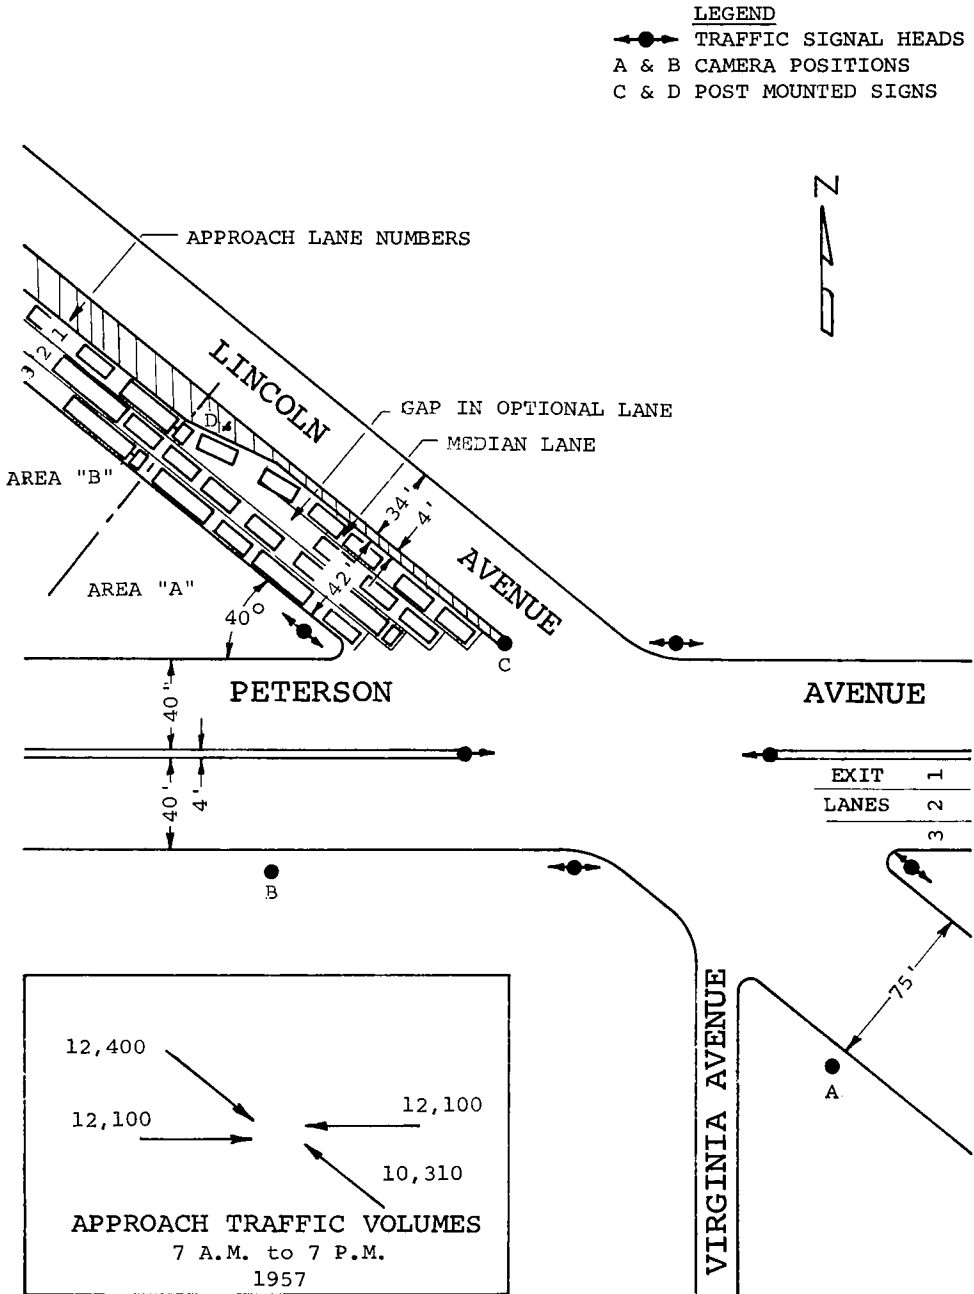 LEGEND
TRAFFIC SIGNAL HEADS
A & B CAMERA POSITIONS
C & D POST MOUNTED SIGNS
N
APPROACH LANE NUMBERS
1
2
3
LINCOLN
AVENUE
D
GAP IN OPTIONAL LANE
MEDIAN LANE
34'
4'
42'
AREA "B"
AREA "A"
40°
C
PETERSON
AVENUE
40"
40'
4'
EXIT 1
LANES 2
3
B
75'
A
VIRGINIA AVENUE
12,400
12,100
12,100
10,310
APPROACH TRAFFIC VOLUMES
7 A.M. to 7 P.M.
1957